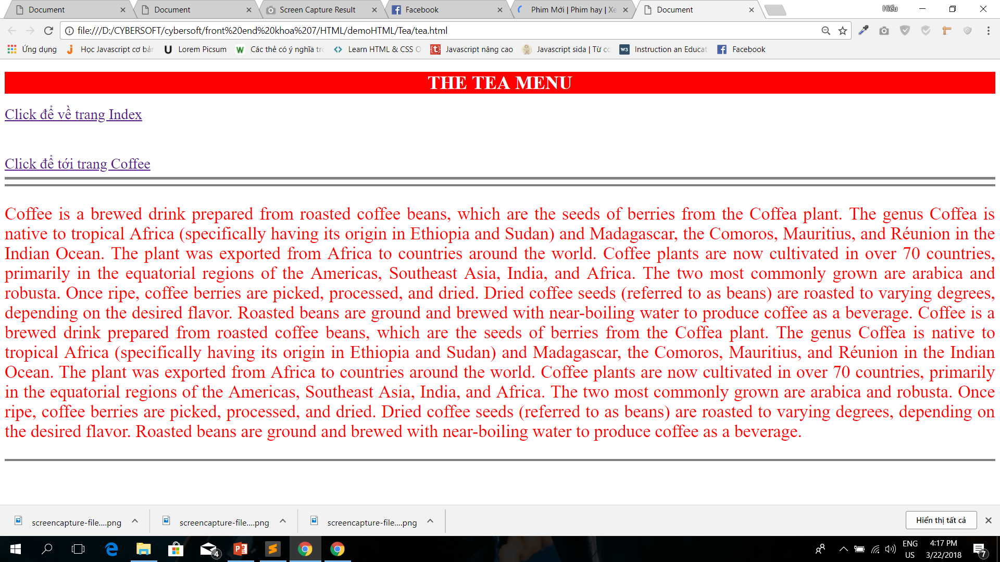 Document
Document
Screen Capture Result
Facebook
Phim Mới | Phim hay | Xe
Document
Hiếu
file:///D:/CYBERSOFT/cybersoft/front%20end%20khoa%207/HTML/demoHTML/Tea/tea.html
Ứng dụng
Học Javascript cơ bản
Lorem Picsum
Các thẻ có ý nghĩa tro
Learn HTML & CSS O
Javascript nâng cao
Javascript sida | Từ cơ
Instruction an Educat
Facebook
THE TEA MENU
Click để về trang Index
Click để tới trang Coffee
Coffee is a brewed drink prepared from roasted coffee beans, which are the seeds of berries from the Coffea plant. The genus Coffea is
native to tropical Africa (specifically having its origin in Ethiopia and Sudan) and Madagascar, the Comoros, Mauritius, and Réunion in the
Indian Ocean. The plant was exported from Africa to countries around the world. Coffee plants are now cultivated in over 70 countries,
primarily in the equatorial regions of the Americas, Southeast Asia, India, and Africa. The two most commonly grown are arabica and
robusta. Once ripe, coffee berries are picked, processed, and dried. Dried coffee seeds (referred to as beans) are roasted to varying degrees,
depending on the desired flavor. Roasted beans are ground and brewed with near-boiling water to produce coffee as a beverage. Coffee is a
brewed drink prepared from roasted coffee beans, which are the seeds of berries from the Coffea plant. The genus Coffea is native to
tropical Africa (specifically having its origin in Ethiopia and Sudan) and Madagascar, the Comoros, Mauritius, and Réunion in the Indian
Ocean. The plant was exported from Africa to countries around the world. Coffee plants are now cultivated in over 70 countries, primarily
in the equatorial regions of the Americas, Southeast Asia, India, and Africa. The two most commonly grown are arabica and robusta. Once
ripe, coffee berries are picked, processed, and dried. Dried coffee seeds (referred to as beans) are roasted to varying degrees, depending on
the desired flavor. Roasted beans are ground and brewed with near-boiling water to produce coffee as a beverage.
screencapture-file....png
screencapture-file....png
screencapture-file....png
Hiển thị tất cả
4
ENG
US
4:17 PM
3/22/2018
7